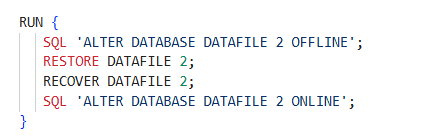 RUN {
SQL 'ALTER DATABASE DATAFILE 2 OFFLINE';
RESTORE DATAFILE 2;
RECOVER DATAFILE 2;
SQL 'ALTER DATABASE DATAFILE 2 ONLINE';
}